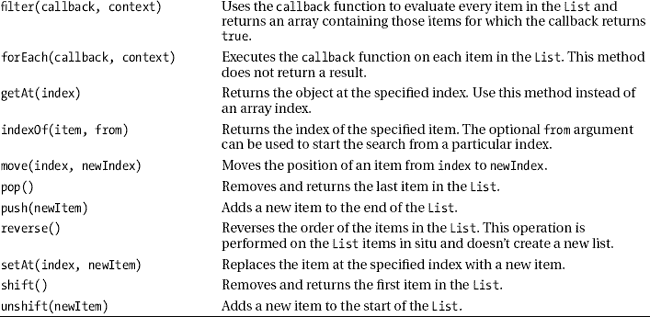 filter(callback, context) Uses the callback function to evaluate every item in the List and
returns an array containing those items for which the callback returns
true.
forEach(callback, context) Executes the callback function on each item in the List. This method
does not return a result.
getAt(index) Returns the object at the specified index. Use this method instead of
an array index.
indexOf(item, from) Returns the index of the specified item. The optional from argument
can be used to start the search from a particular index.
move(index, newIndex) Moves the position of an item from index to newIndex.
pop() Removes and returns the last item in the List.
push(newItem) Adds a new item to the end of the List.
reverse() Reverses the order of the items in the List. This operation is
performed on the List items in situ and doesn't create a new list.
setAt(index, newItem) Replaces the item at the specified index with a new item.
shift() Removes and returns the first item in the List.
unshift(newItem) Adds a new item to the start of the List.